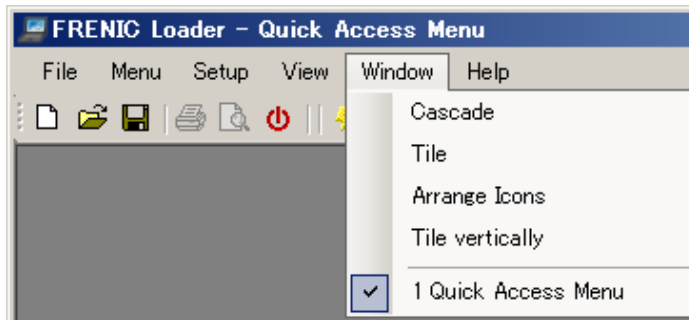 FRENIC Loader - Quick Access Menu
File Menu Setup View Window Help
Cascade
Tile
Arrange Icons
Tile vertically
1 Quick Access Menu